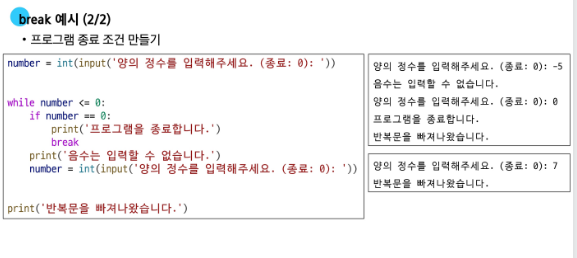 break 예시 (2/2)
• 프로그램 종료 조건 만들기
number = int(input('양의 정수를 입력해주세요. (종료: 0): '))
while number <= 0:
    if number == 0:
        print('프로그램을 종료합니다.')
        break
    print('음수는 입력할 수 없습니다.')
    number = int(input('양의 정수를 입력해주세요. (종료: 0): '))
print('반복문을 빠져나왔습니다.')
양의 정수를 입력해주세요. (종료: 0): -5
음수는 입력할 수 없습니다.
양의 정수를 입력해주세요. (종료: 0): 0
프로그램을 종료합니다.
반복문을 빠져나왔습니다.
양의 정수를 입력해주세요. (종료: 0): 7
반복문을 빠져나왔습니다.